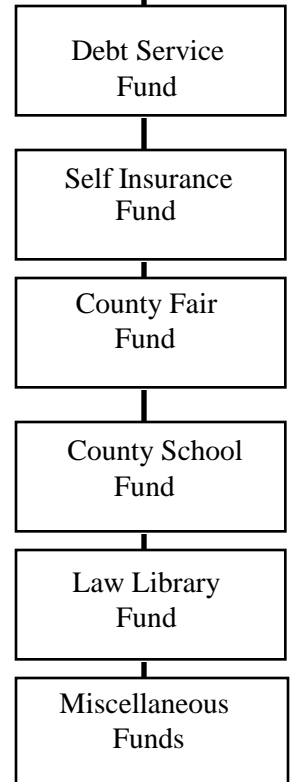 Debt Service
Fund
Self Insurance
Fund
County Fair
Fund
County School
Fund
Law Library
Fund
Miscellaneous
Funds